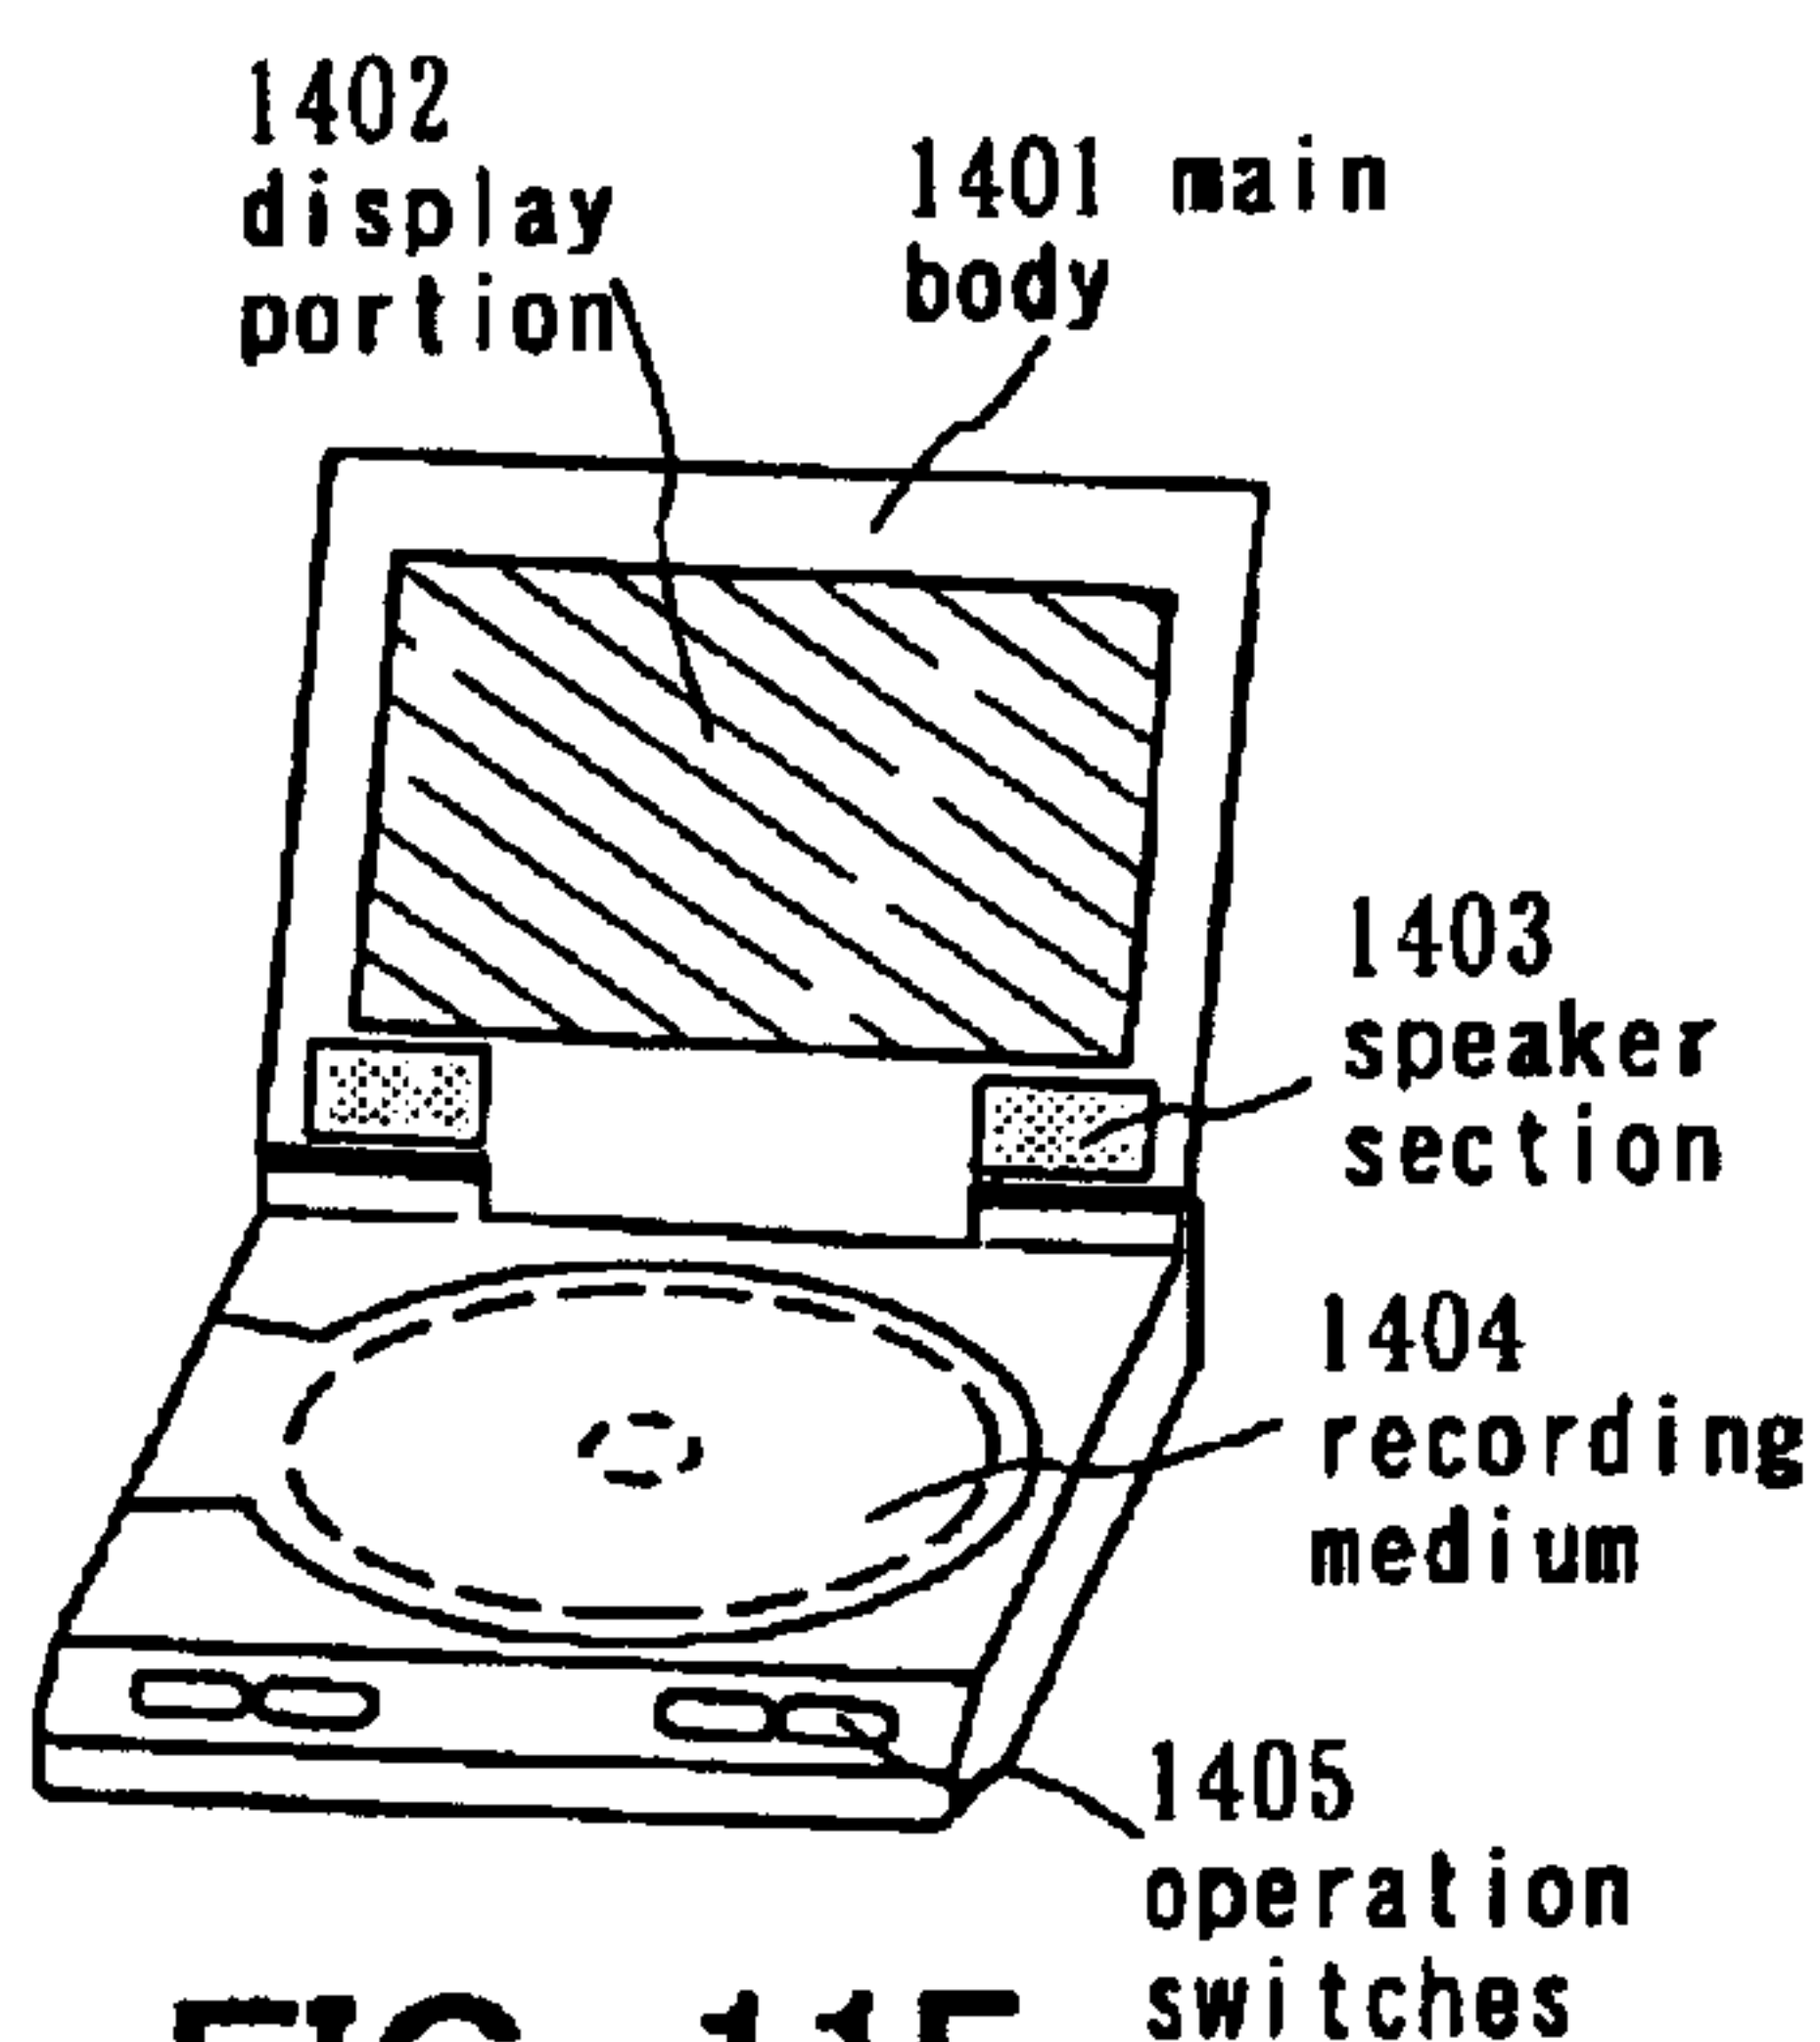 1402
display
portion
1401 main
body
1403
speaker
section
1404
recording
medium
1405
operation
switches